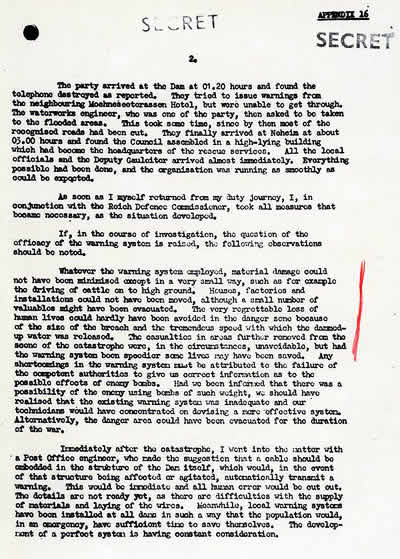 SECRET
APPENDIX 16
SECRET
2.
The party arrived at the Dam at 01.20 hours and found the
telephone destroyed as reported. They tried to issue warnings from
the neighbouring Moehneseeterassen Hotel, but were unable to get through.
The waterworks engineer, who was one of the party, then asked to be taken
to the flooded areas. This took some time, since by then most of the
recognised roads had been cut. They finally arrived at Neheim at about
03.00 hours and found the Council assembled in a high-lying building
which had become the headquarters of the rescue services. All the local
officials and the Deputy Gauleiter arrived almost immediately. Everything
possible had been done, and the organisation was running as smoothly as
could be expected.
As soon as I myself returned from my duty journey, I, in
conjunction with the Reich Defence Commissioner, took all measures that
became necessary, as the situation developed.
If, in the course of investigation, the question of the
efficacy of the warning system is raised, the following observations
should be noted.
Whatever the warning system employed, material damage could
not have been minimised except in a very small way, such as for example
the driving of cattle on to high ground. Houses, factories and
installations could not have been moved, although a small number of
valuables might have been evacuated. The very regrettable loss of
human lives could hardly have been avoided in the danger zone because
of the size of the breach and the tremendous speed with which the dammed-
up water was released. The casualties in areas further removed from the
scene of the catastrophe were, in the circumstances, unavoidable, but had
the warning system been speedier some lives may have been saved. Any
shortcomings in the warning system must be attributed to the failure of
the competent authorities to give us correct information as to the
possible effects of enemy bombs. Had we been informed that there was a
possibility of the enemy using bombs of such weight, we should have
realised that the existing warning system was inadequate and our
technicians would have concentrated on devising a more effective system.
Alternatively, the danger area could have been evacuated for the duration
of the war.
Immediately after the catastrophe, I went into the matter with
a Post Office engineer, who made the suggestion that a cable should be
embedded in the structure of the Dam itself, which would, in the event
of that structure being affected or agitated, automatically transmit a
warning. This would be immediate and all human error would be cut out.
The details are not ready yet, as there are difficulties with the supply
of materials and laying of the wires. Meanwhile, local warning systems
have been installed at all dams in such a way that the population would,
in an emergency, have sufficient time to save themselves. The develop-
ment of a perfect system is having constant consideration.